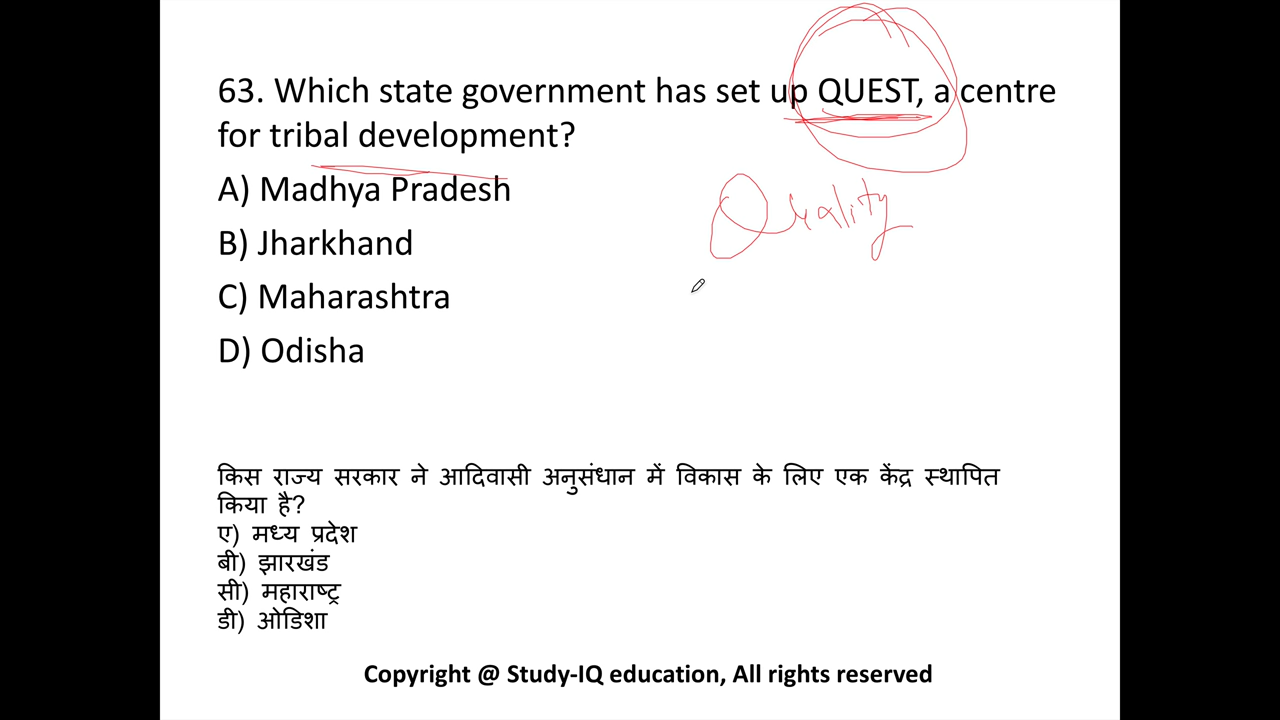 63. Which state government has set up QUEST, a centre
for tribal development?
A) Madhya Pradesh
Quality
B) Jharkhand
C) Maharashtra
D) Odisha
किस राज्य सरकार ने आदिवासी अनुसंधान में विकास के लिए एक केंद्र स्थापित
किया है?
ए) मध्य प्रदेश
बी) झारखंड
सी) महाराष्ट्र
डी) ओडिशा
Copyright @ Study-IQ education, All rights reserved